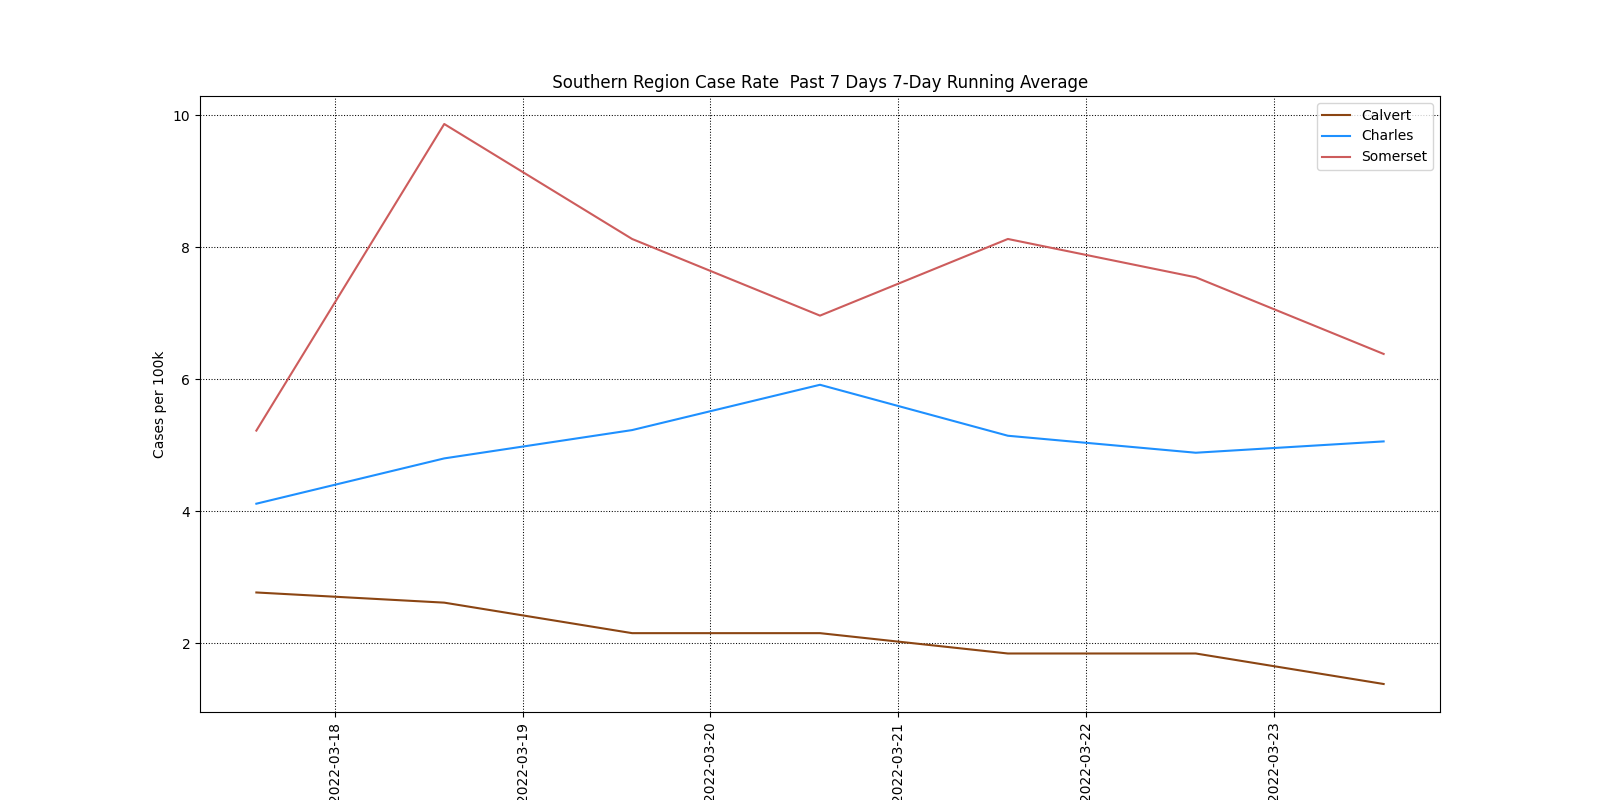 Southern Region Case Rate  Past 7 Days 7-Day Running Average
Calvert
Charles
Somerset
Cases per 100k
10
8
6
4
2
2022-03-18
2022-03-19
2022-03-20
2022-03-21
2022-03-22
2022-03-23